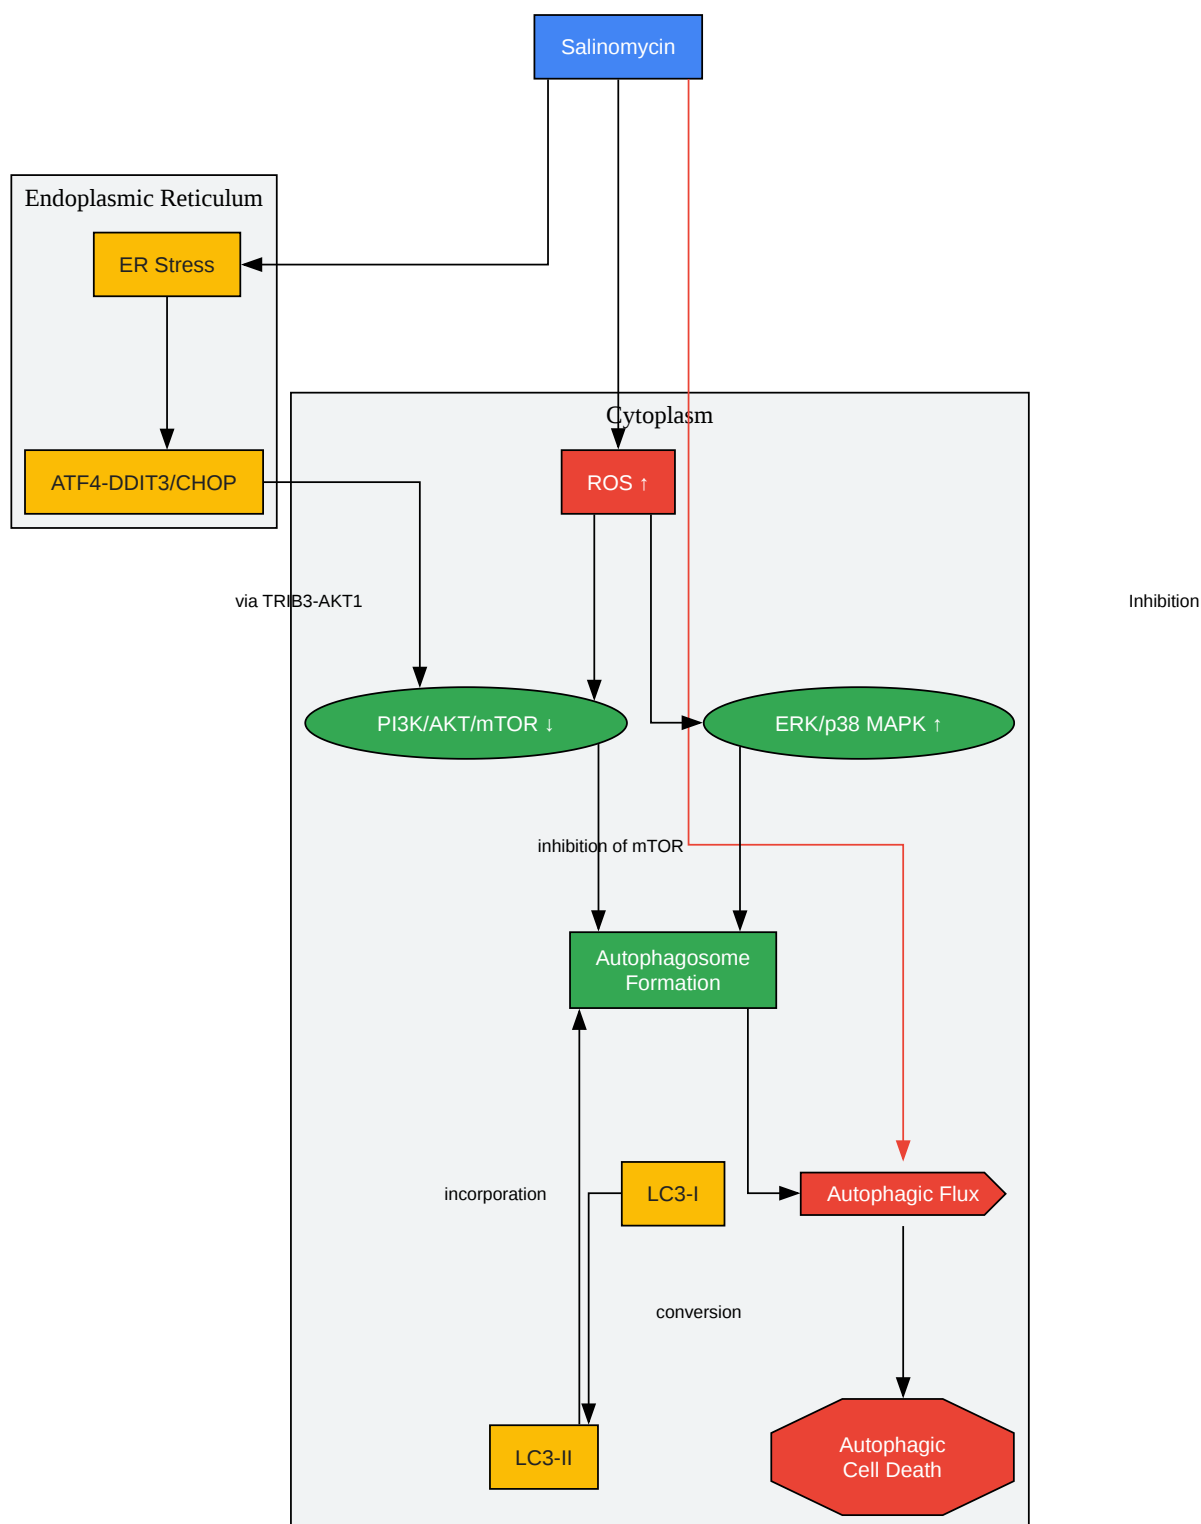 Salinomycin
Endoplasmic Reticulum
ER Stress
Cytoplasm
ATF4-DDIT3/CHOP
ROS ↑
via TRIB3-AKT1
Inhibition
PI3K/AKT/mTOR ↓
ERK/p38 MAPK ↑
inhibition of mTOR
Autophagosome
Formation
incorporation
LC3-I
Autophagic Flux
conversion
LC3-II
Autophagic
Cell Death